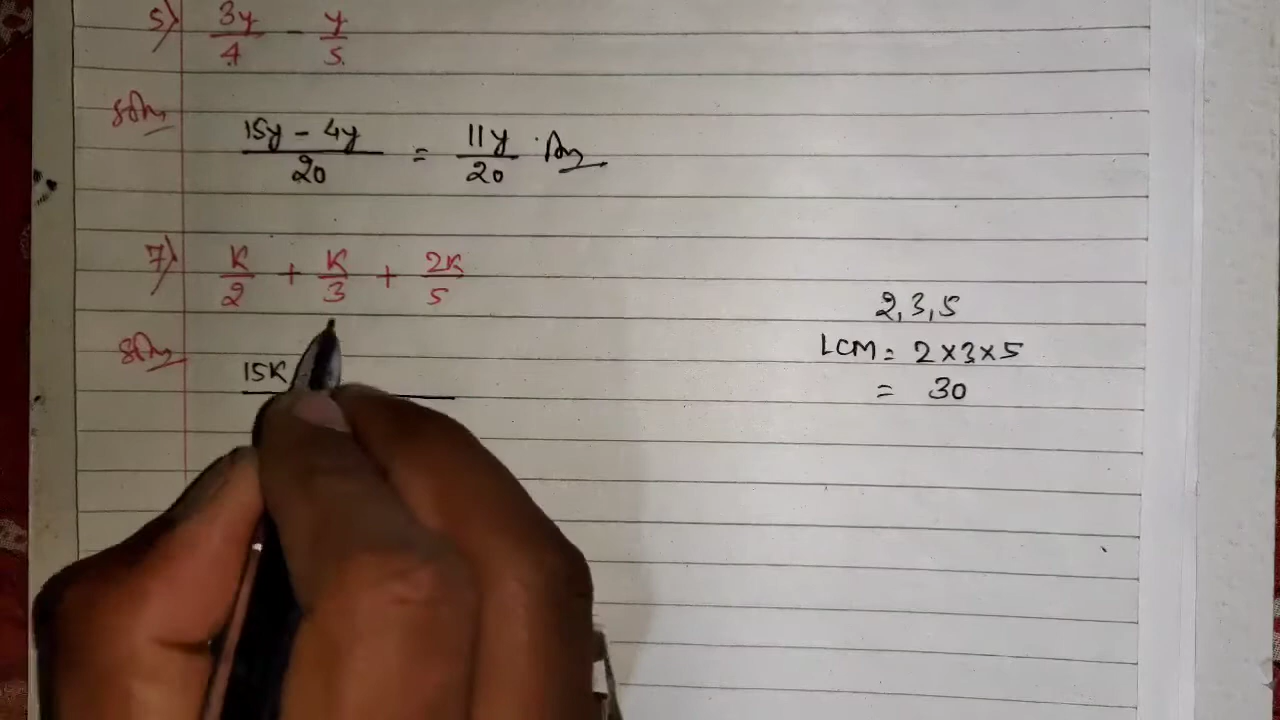 5) 3y/4 - y/5
Soln
15y - 4y/20 = 11y/20 . Ans
7) K/2 + K/3 + 2K/5
2, 3, 5
Soln
LCM = 2×3×5
15K
= 30